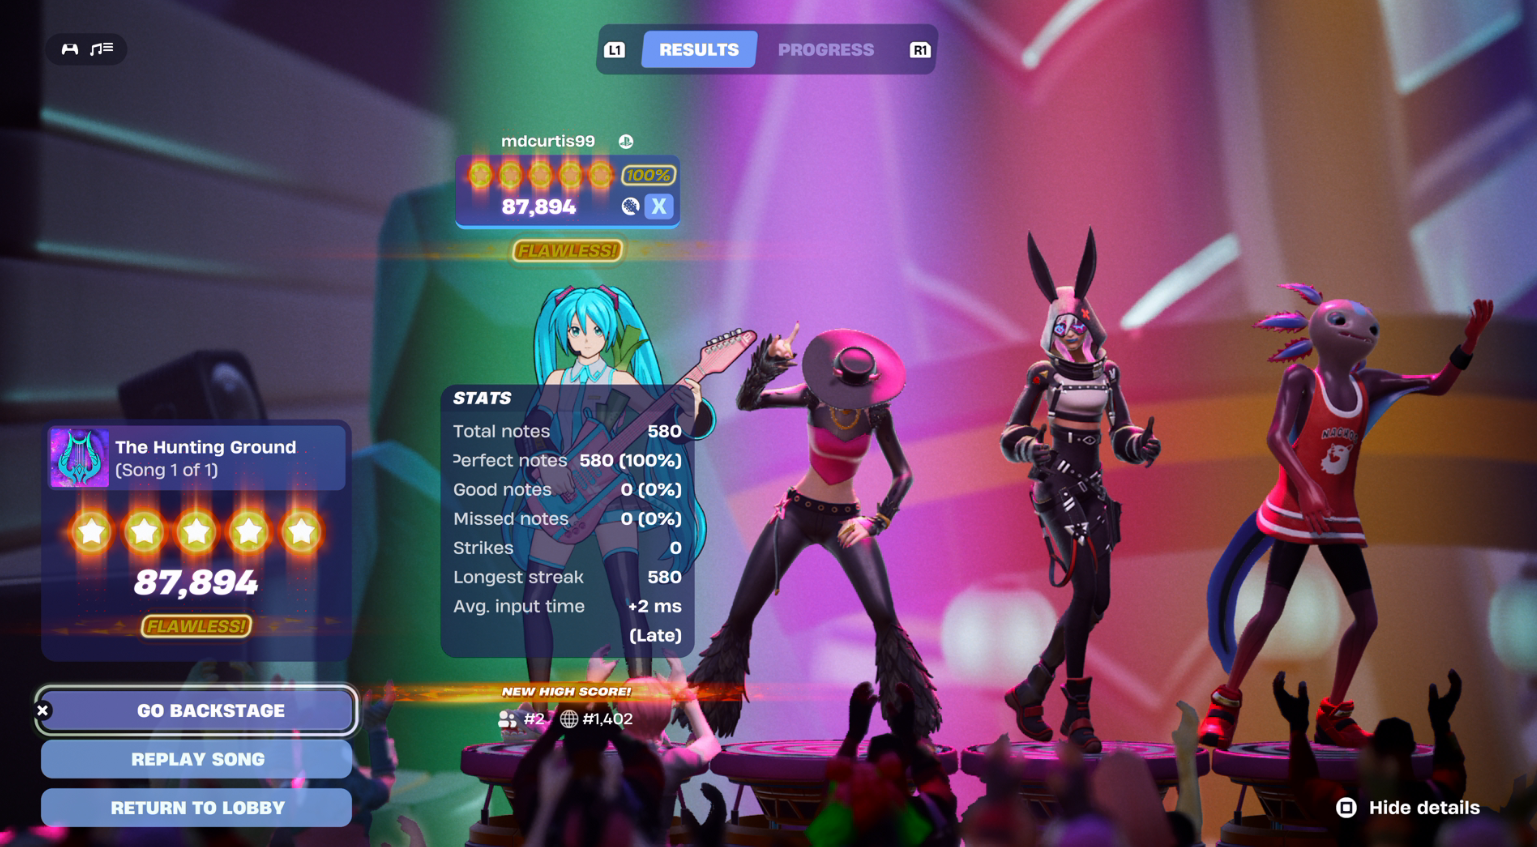 L1 RESULTS PROGRESS R1
mdcurtis99
100%
87,894 X
FLAWLESS!
The Hunting Ground
(Song 1 of 1)
87,894
FLAWLESS!
STATS
Total notes 580
Perfect notes 580 (100%)
Good notes 0 (0%)
Missed notes 0 (0%)
Strikes 0
Longest streak 580
Avg. input time +2 ms
(Late)
NEW HIGH SCORE!
#2 #1,402
GO BACKSTAGE
REPLAY SONG
RETURN TO LOBBY
Hide details